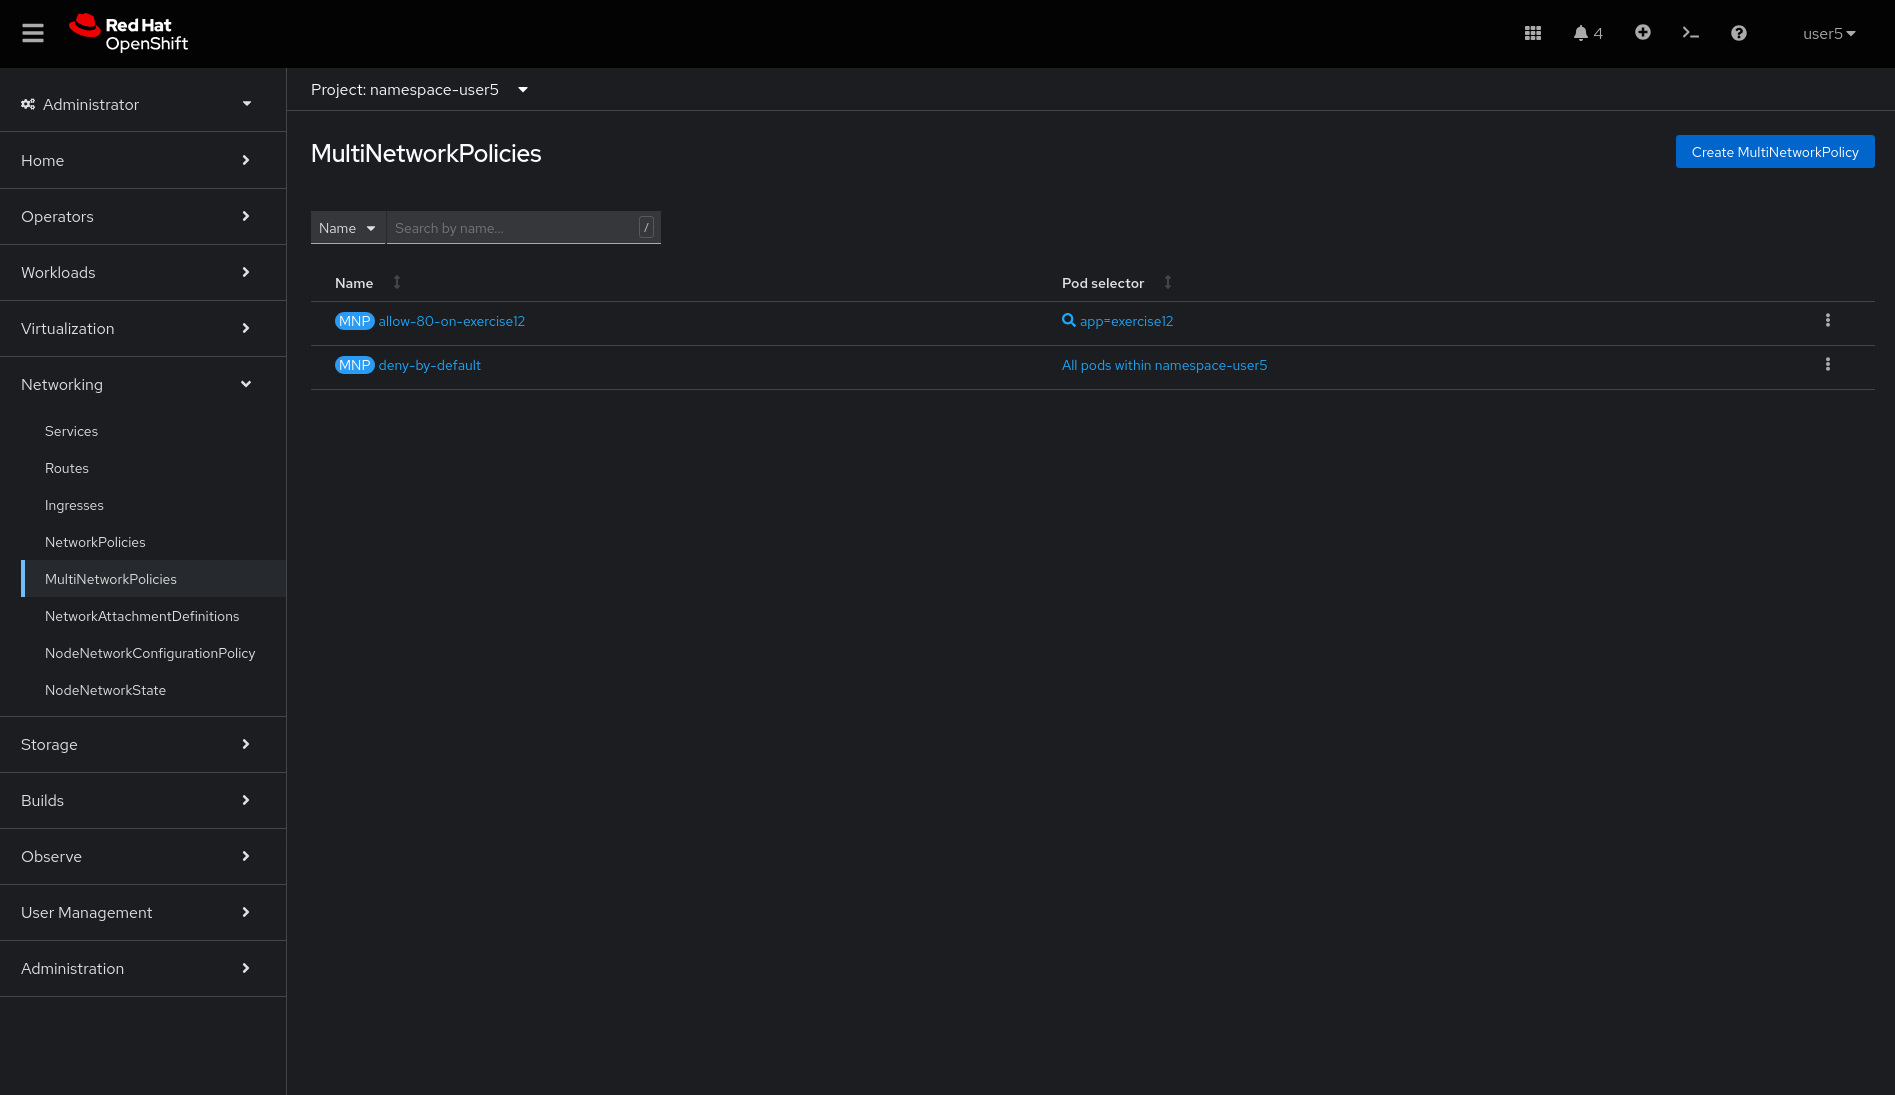 Red Hat
OpenShift
4
user5
Administrator
Home
Operators
Workloads
Virtualization
Networking
Services
Routes
Ingresses
NetworkPolicies
MultiNetworkPolicies
NetworkAttachmentDefinitions
NodeNetworkConfigurationPolicy
NodeNetworkState
Storage
Builds
Observe
User Management
Administration
Project: namespace-user5
MultiNetworkPolicies
Create MultiNetworkPolicy
Name
Search by name...
/
Name
Pod selector
MNP allow-80-on-exercise12
app=exercise12
MNP deny-by-default
All pods within namespace-user5